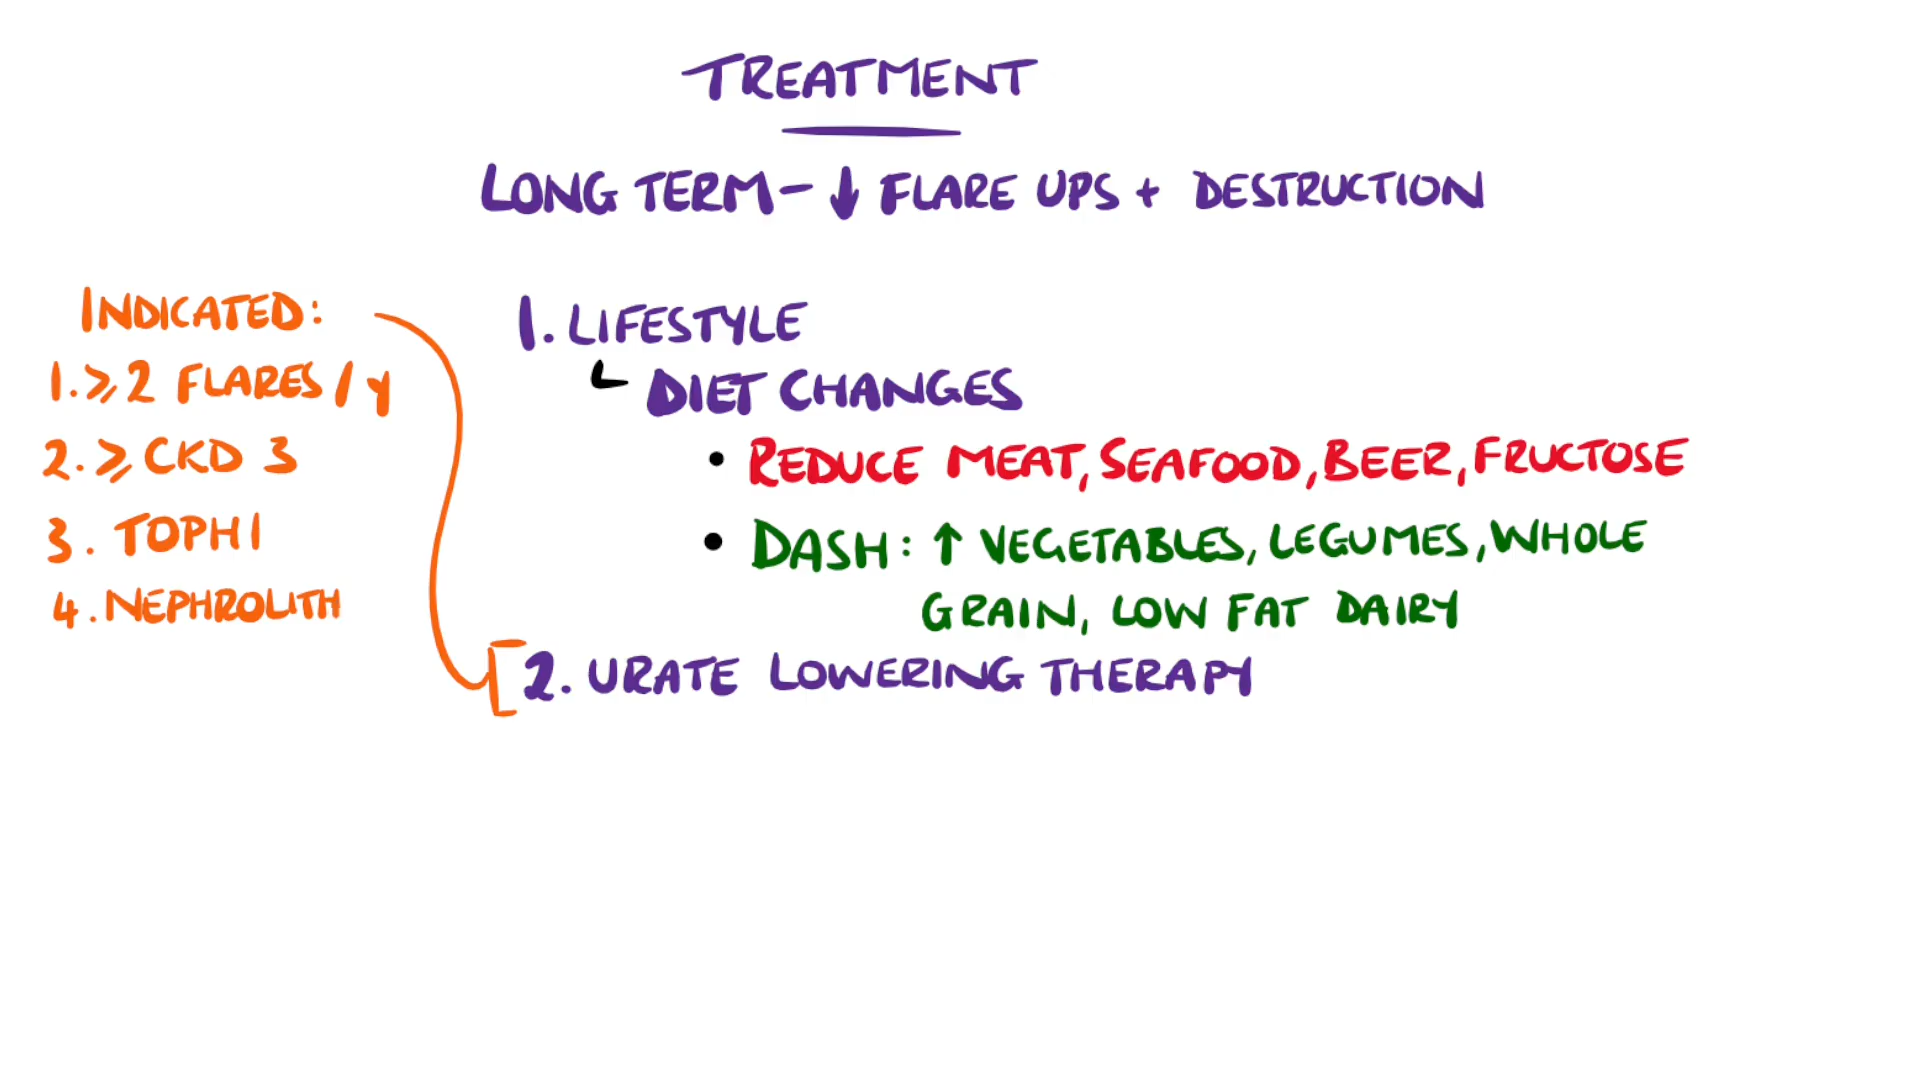 TREATMENT
LONG TERM - ↓ FLARE UPS + DESTRUCTION
INDICATED:
1. ≥2 FLARES / Y
2. ≥ CKD 3
3. TOPHI
4. NEPHROLITH
1. LIFESTYLE
DIET CHANGES
• REDUCE MEAT, SEAFOOD, BEER, FRUCTOSE
• DASH: ↑ VEGETABLES, LEGUMES, WHOLE
GRAIN, LOW FAT DAIRY
2. URATE LOWERING THERAPY